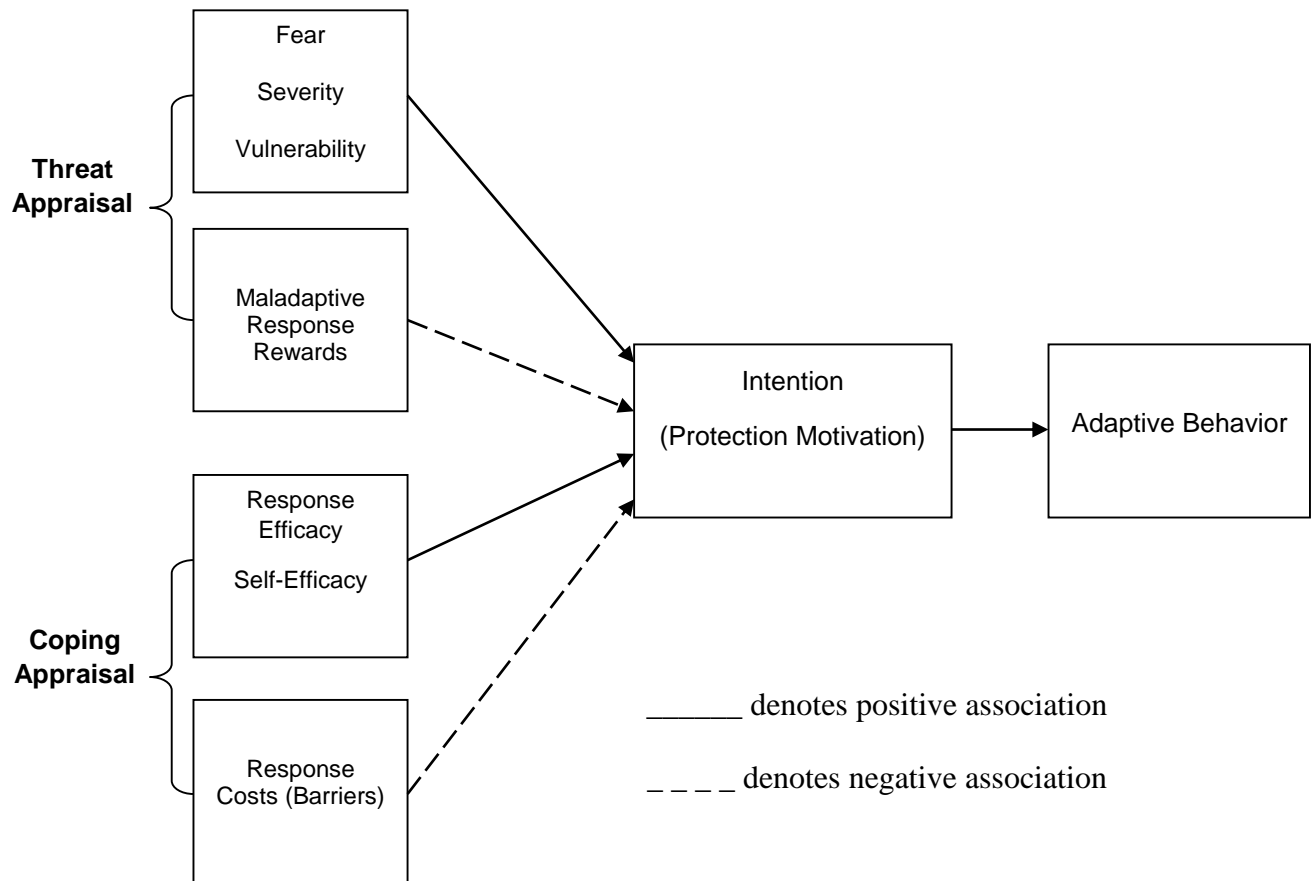 Fear
Severity
Vulnerability
Threat
Appraisal
Maladaptive
Response
Rewards
Intention
(Protection Motivation)
Adaptive Behavior
Response
Efficacy
Self-Efficacy
Coping
Appraisal
Response
Costs (Barriers)
______ denotes positive association
_ _ _ _ denotes negative association